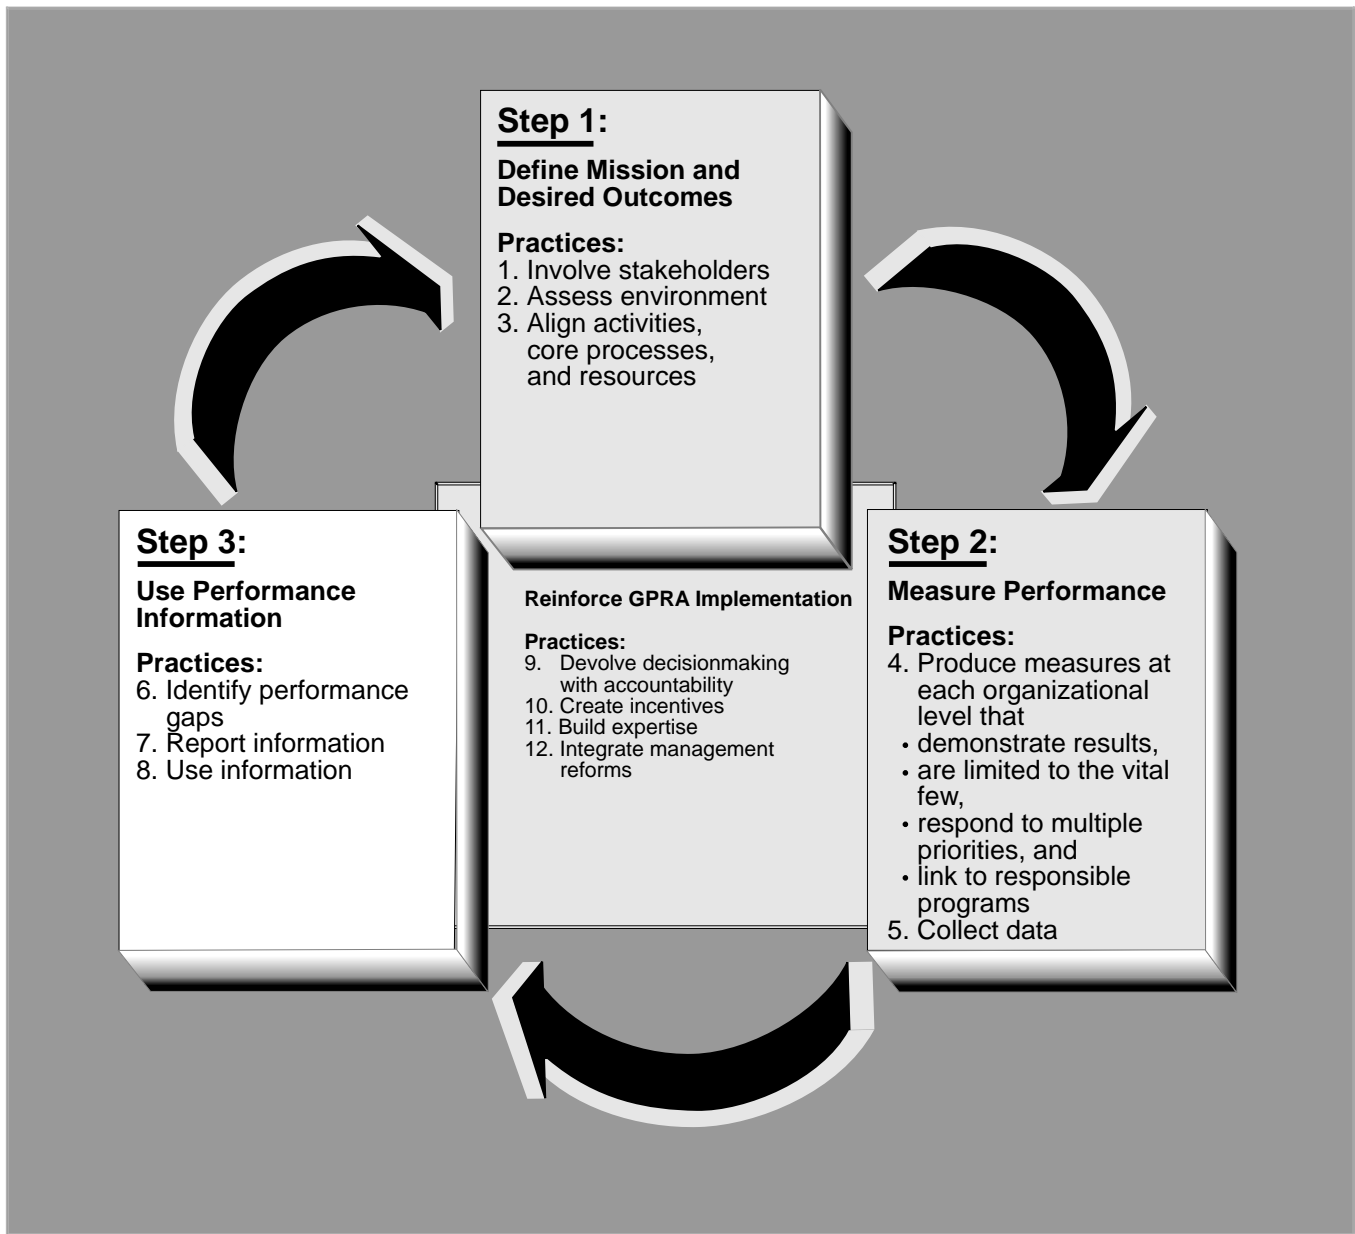 Step 1:
Define Mission and
Desired Outcomes
Practices:
1. Involve stakeholders
2. Assess environment
3. Align activities,
core processes,
and resources
Step 2:
Measure Performance
Practices:
4. Produce measures at
each organizational
level that
• demonstrate results,
• are limited to the vital
few,
• respond to multiple
priorities, and
• link to responsible
programs
5. Collect data
Step 3:
Use Performance
Information
Practices:
6. Identify performance
gaps
7. Report information
8. Use information
Reinforce GPRA Implementation
Practices:
9. Devolve decisionmaking
with accountability
10. Create incentives
11. Build expertise
12. Integrate management
reforms